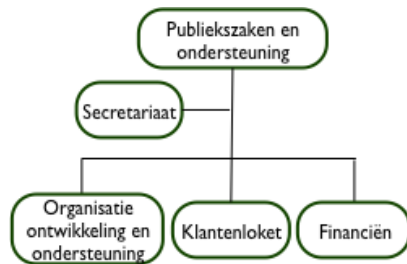 Publiekszaken en
ondersteuning
Secretariaat
Organisatie
ontwikkeling en
ondersteuning
Klantenloket
Financiën